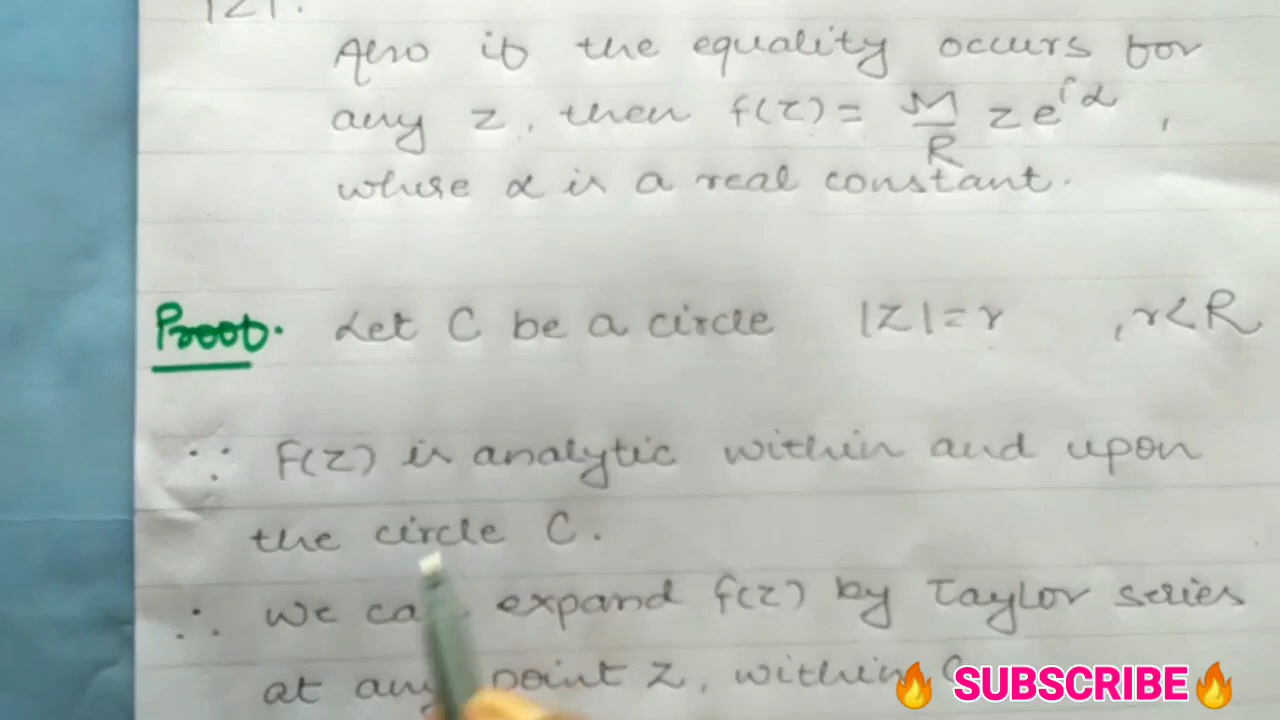 |z|.
Also if the equality occurs for
any z, then f(z) = M/R z e^{iα} ,
where α is a real constant.
Proof. Let C be a circle |z|=r , r<R
∵ f(z) is analytic within and upon
the circle C.
∴ we can expand f(z) by Taylor series
at any point z, within C
🔥 SUBSCRIBE🔥